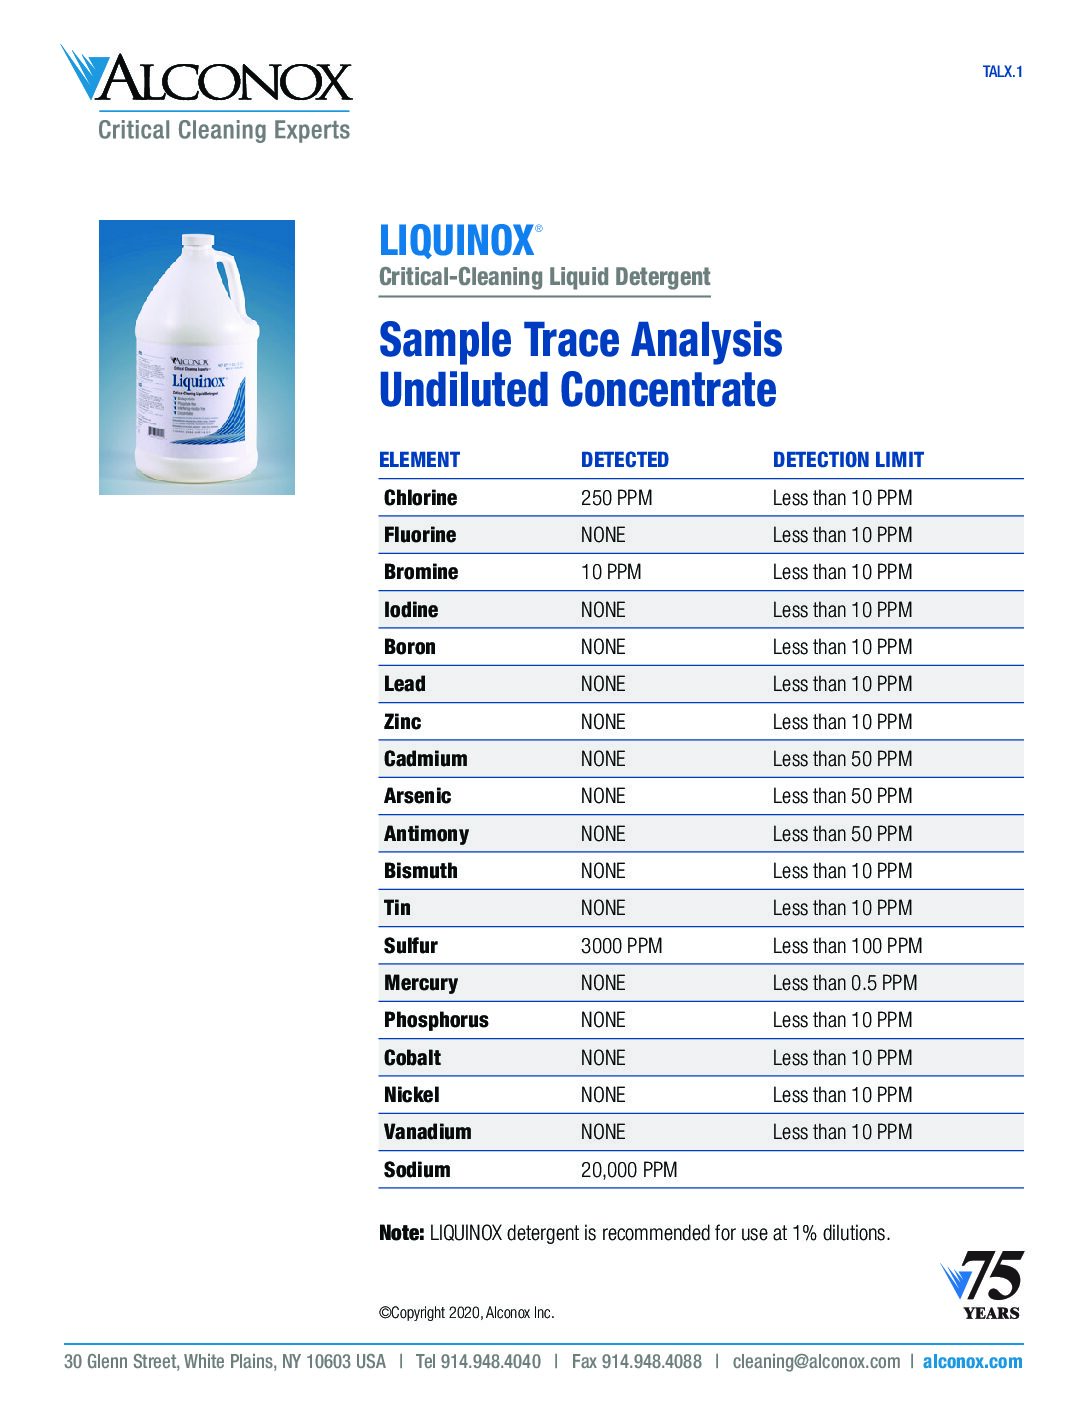 ALCONOX
Critical Cleaning Experts
TALX.1
ALCONOX
Critical Cleaning Experts
Liquinox
Critical-Cleaning Liquid Detergent
LIQUINOX®
Critical-Cleaning Liquid Detergent
Sample Trace Analysis
Undiluted Concentrate
ELEMENT DETECTED DETECTION LIMIT
Chlorine 250 PPM Less than 10 PPM
Fluorine NONE Less than 10 PPM
Bromine 10 PPM Less than 10 PPM
Iodine NONE Less than 10 PPM
Boron NONE Less than 10 PPM
Lead NONE Less than 10 PPM
Zinc NONE Less than 10 PPM
Cadmium NONE Less than 50 PPM
Arsenic NONE Less than 50 PPM
Antimony NONE Less than 50 PPM
Bismuth NONE Less than 10 PPM
Tin NONE Less than 10 PPM
Sulfur 3000 PPM Less than 100 PPM
Mercury NONE Less than 0.5 PPM
Phosphorus NONE Less than 10 PPM
Cobalt NONE Less than 10 PPM
Nickel NONE Less than 10 PPM
Vanadium NONE Less than 10 PPM
Sodium 20,000 PPM
Note: LIQUINOX detergent is recommended for use at 1% dilutions.
75
YEARS
©Copyright 2020, Alconox Inc.
30 Glenn Street, White Plains, NY 10603 USA | Tel 914.948.4040 | Fax 914.948.4088 | cleaning@alconox.com | alconox.com